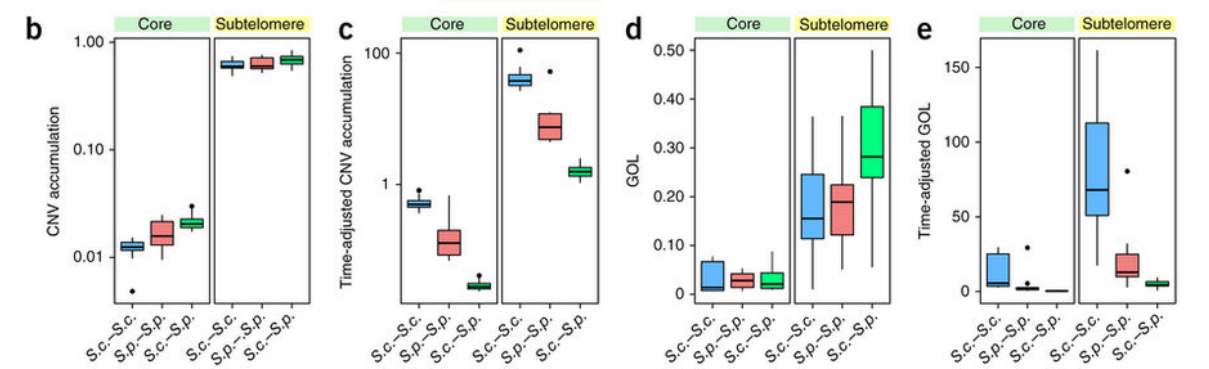 b
Core
Subtelomere
CNV accumulation
1.00
0.10
0.01
S.c.–S.c.
S.p.–S.p.
S.c.–S.p.
S.c.–S.c.
S.p.–S.p.
S.c.–S.p.
c
Core
Subtelomere
Time-adjusted CNV accumulation
100
1
S.c.–S.c.
S.p.–S.p.
S.c.–S.p.
S.c.–S.c.
S.p.–S.p.
S.c.–S.p.
d
Core
Subtelomere
GOL
0.50
0.40
0.30
0.20
0.10
0
S.c.–S.c.
S.p.–S.p.
S.c.–S.p.
S.c.–S.c.
S.p.–S.p.
S.c.–S.p.
e
Core
Subtelomere
Time-adjusted GOL
150
100
50
0
S.c.–S.c.
S.p.–S.p.
S.c.–S.p.
S.c.–S.c.
S.p.–S.p.
S.c.–S.p.